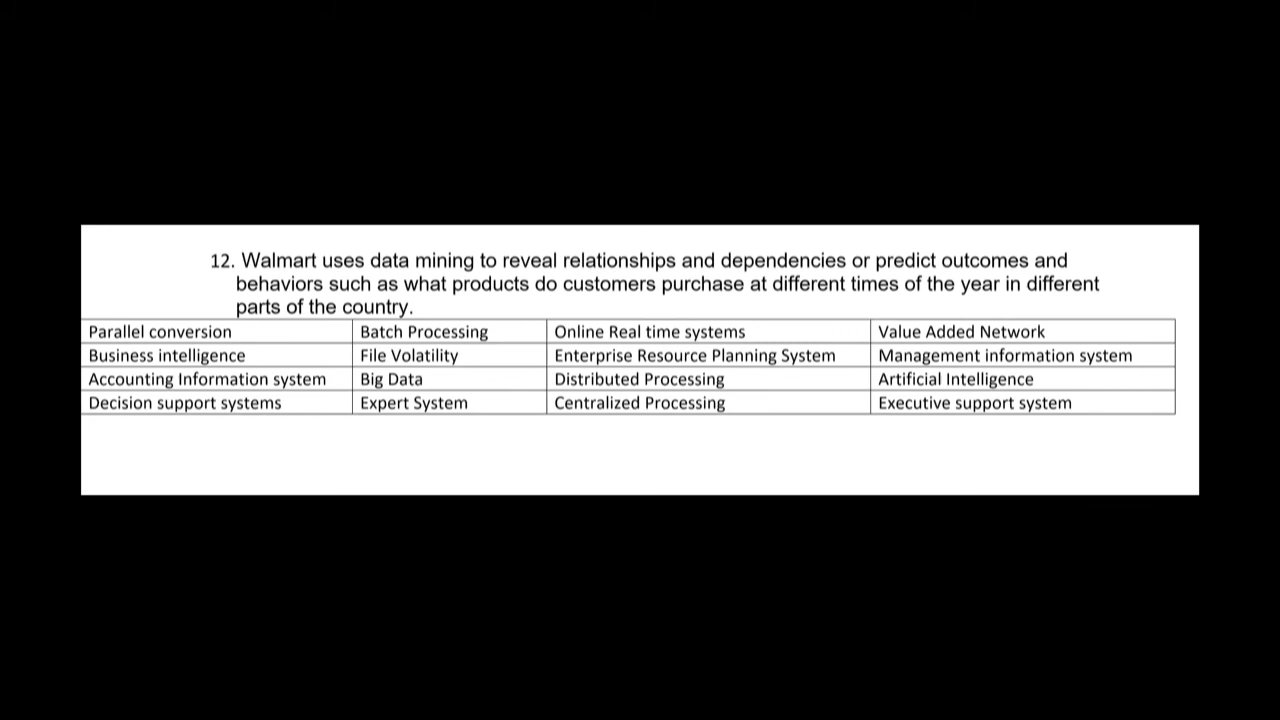 12. Walmart uses data mining to reveal relationships and dependencies or predict outcomes and
behaviors such as what products do customers purchase at different times of the year in different
parts of the country.
Parallel conversion Batch Processing Online Real time systems Value Added Network
Business intelligence File Volatility Enterprise Resource Planning System Management information system
Accounting Information system Big Data Distributed Processing Artificial Intelligence
Decision support systems Expert System Centralized Processing Executive support system